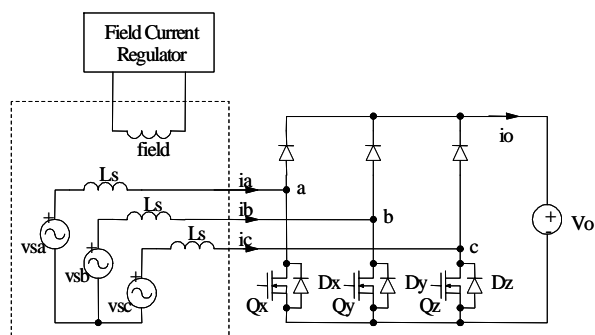 Field Current
Regulator
field
io
Ls
ia
a
Ls
ib
b
Vo
vsa
Ls
ic
c
vsb
vsc
Qx
Dx
Qy
Dy
Qz
Dz
+
-
+
+
+